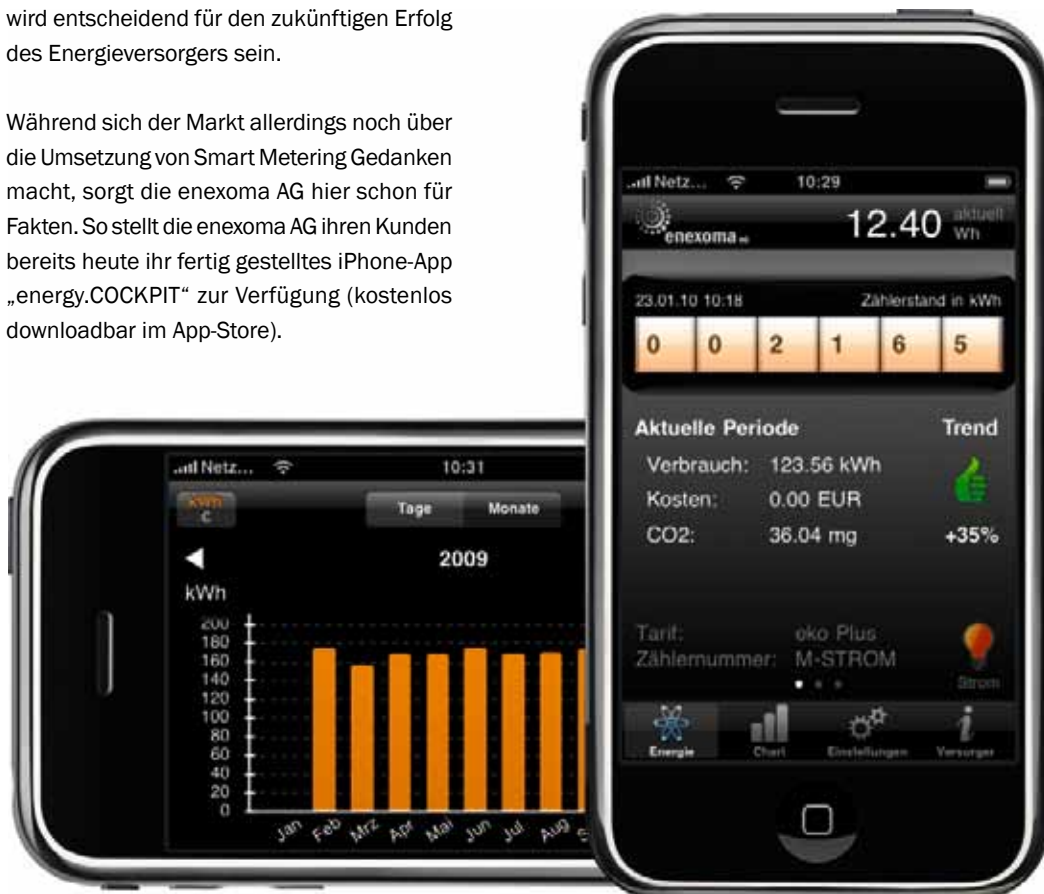 wird entscheidend für den zukünftigen Erfolg
des Energieversorgers sein.
Während sich der Markt allerdings noch über
die Umsetzung von Smart Metering Gedanken
macht, sorgt die enexoma AG hier schon für
Fakten. So stellt die enexoma AG ihren Kunden
bereits heute ihr fertig gestelltes iPhone-App
„energy.COCKPIT“ zur Verfügung (kostenlos
downloadbar im App-Store).
Netz... 10:29
enexoma AG 12.40 aktuell Wh
23.01.10 10:18 Zählerstand in kWh
0 0 2 1 6 5
Aktuelle Periode Trend
Verbrauch: 123.56 kWh
Kosten: 0.00 EUR
CO2: 36.04 mg +35%
Tarif: oko Plus
Zählernummer: M-STROM
Strom
Energie Chart Einstellungen Versorger
Netz... 10:31
kWh
C
Tage Monate
2009
kWh
200
180
160
140
120
100
80
60
40
20
0
Jan Feb Mrz Apr Mai Jun Jul Aug S